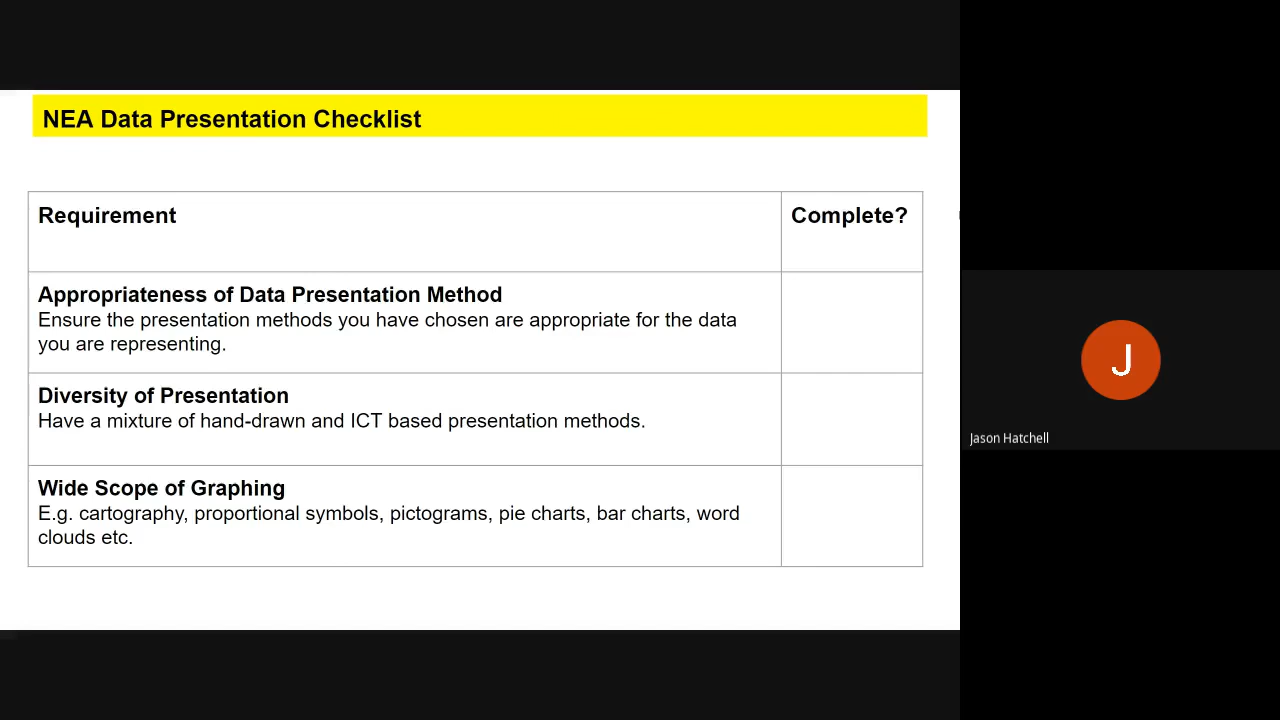 NEA Data Presentation Checklist
Requirement
Complete?
Appropriateness of Data Presentation Method
Ensure the presentation methods you have chosen are appropriate for the data
you are representing.
Diversity of Presentation
Have a mixture of hand-drawn and ICT based presentation methods.
Wide Scope of Graphing
E.g. cartography, proportional symbols, pictograms, pie charts, bar charts, word
clouds etc.
J
Jason Hatchell